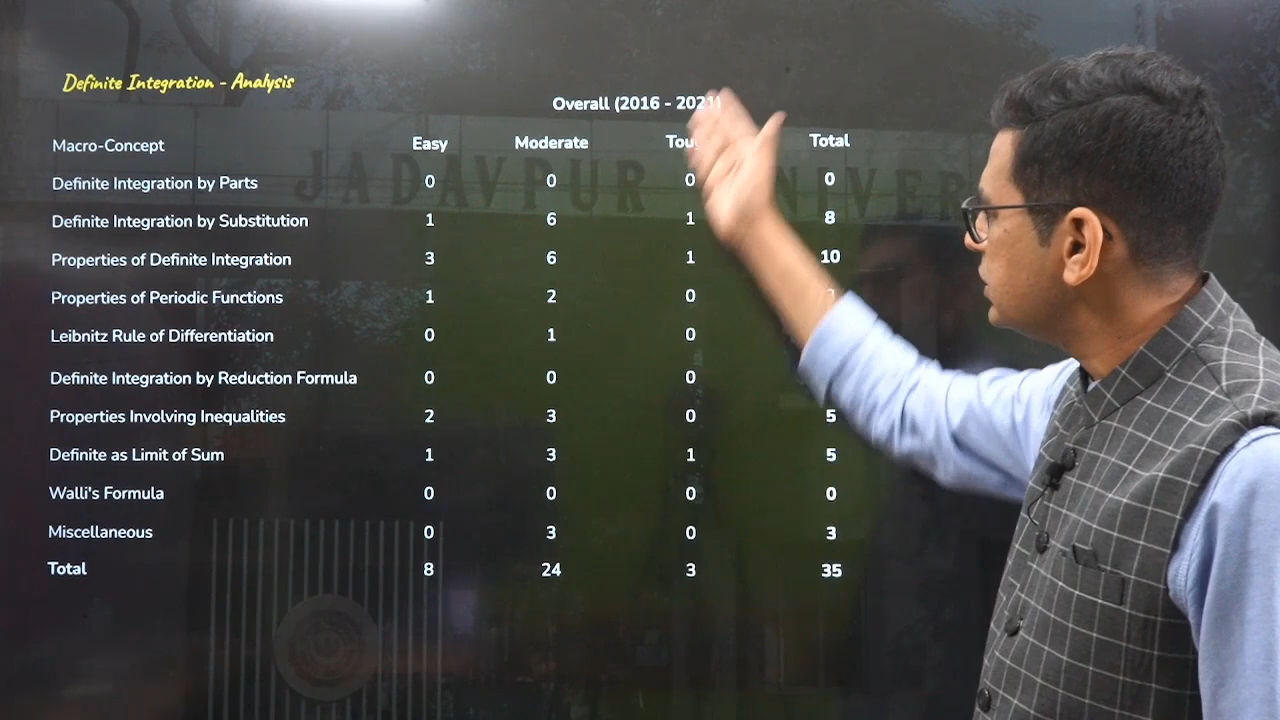 Definite Integration - Analysis
Overall (2016 - 2021)
Macro-Concept Easy Moderate Total
Definite Integration by Parts 0 0 0 0
JADAVPUR
Definite Integration by Substitution 1 6 1 8
Properties of Definite Integration 3 6 1 10
Properties of Periodic Functions 1 2 0
Leibnitz Rule of Differentiation 0 1 0
Definite Integration by Reduction Formula 0 0 0
Properties Involving Inequalities 2 3 0 5
Definite as Limit of Sum 1 3 1 5
Walli's Formula 0 0 0 0
Miscellaneous 0 3 0 3
Total 8 24 3 35